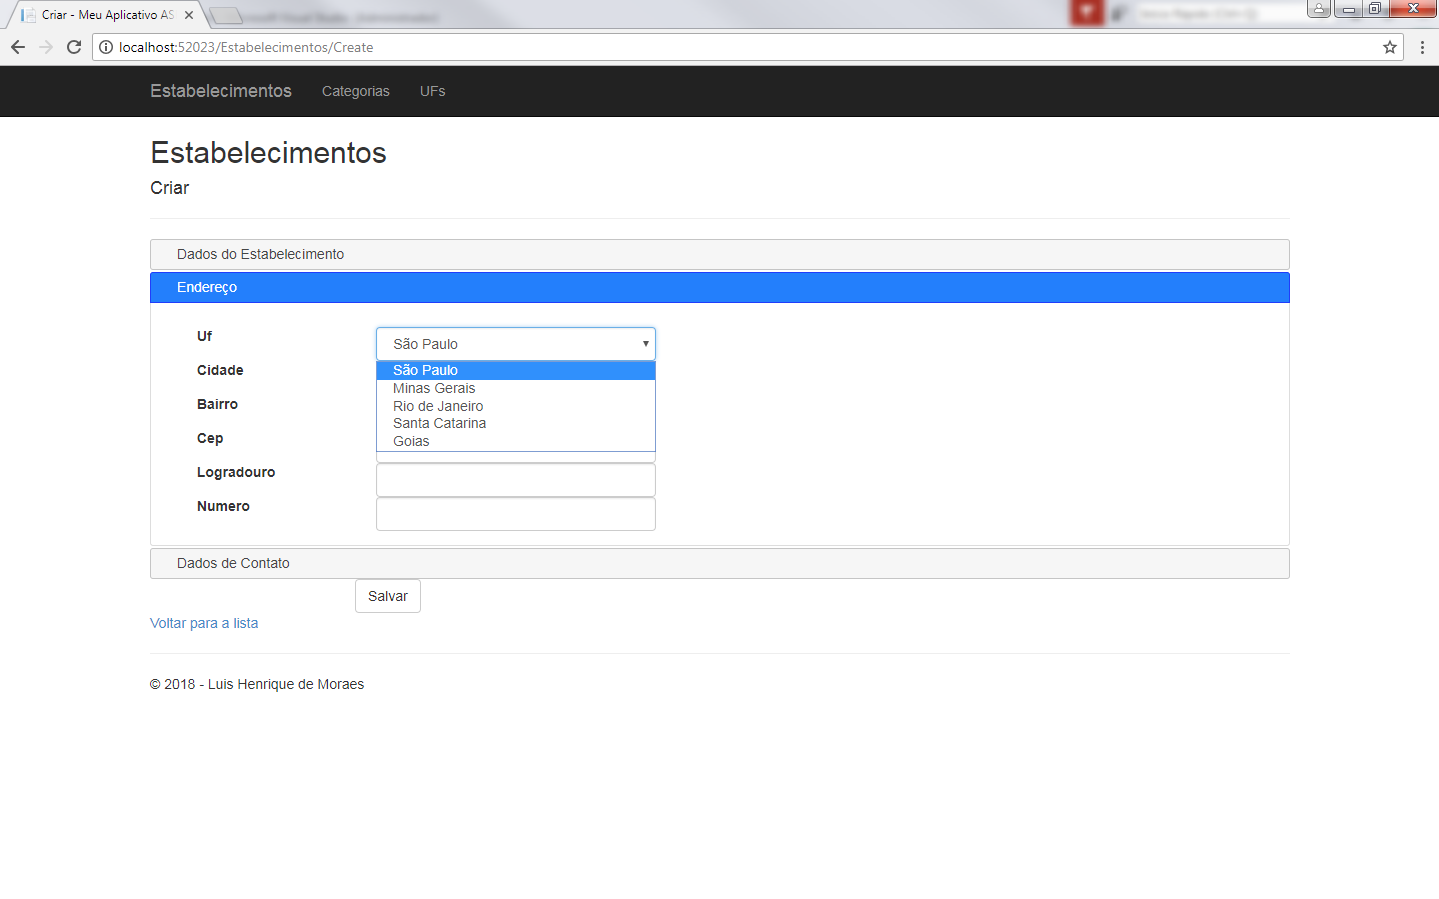 Criar - Meu Aplicativo AS
localhost:52023/Estabelecimentos/Create
Estabelecimentos Categorias UFs
Estabelecimentos
Criar
Dados do Estabelecimento
Endereço
Uf São Paulo
Cidade
Bairro
Cep
São Paulo
Minas Gerais
Rio de Janeiro
Santa Catarina
Goias
Logradouro
Numero
Dados de Contato
Salvar
Voltar para a lista
© 2018 - Luis Henrique de Moraes